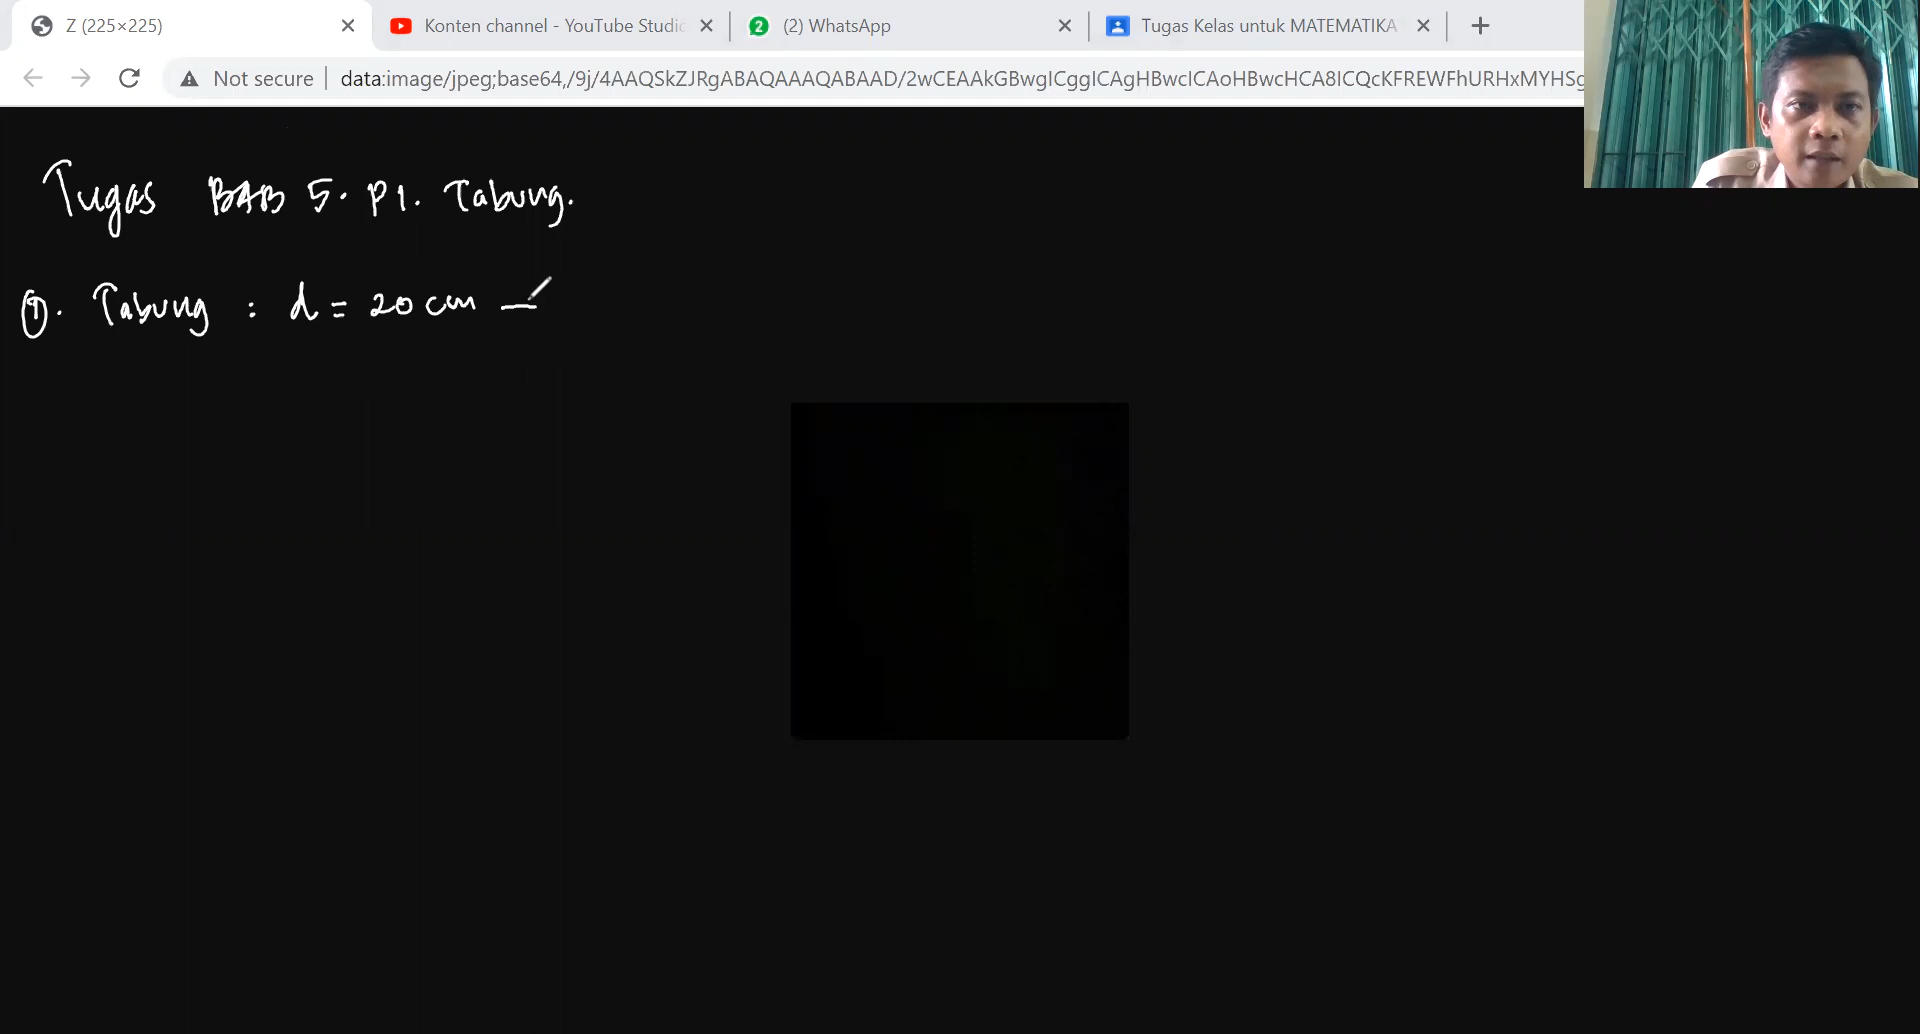 Z (225×225)
Konten channel - YouTube Studio
2 (2) WhatsApp
Tugas Kelas untuk MATEMATIKA
Not secure
data:image/jpeg;base64,/9j/4AAQSkZJRgABAQAAAQABAAD/2wCEAAkGBwgICggICAgHBwcICAoHBwcHCA8ICQcKFREWFhURHxMYHSg
Tugas BAB 5. P1. Tabung.
1. Tabung : d = 20 cm —